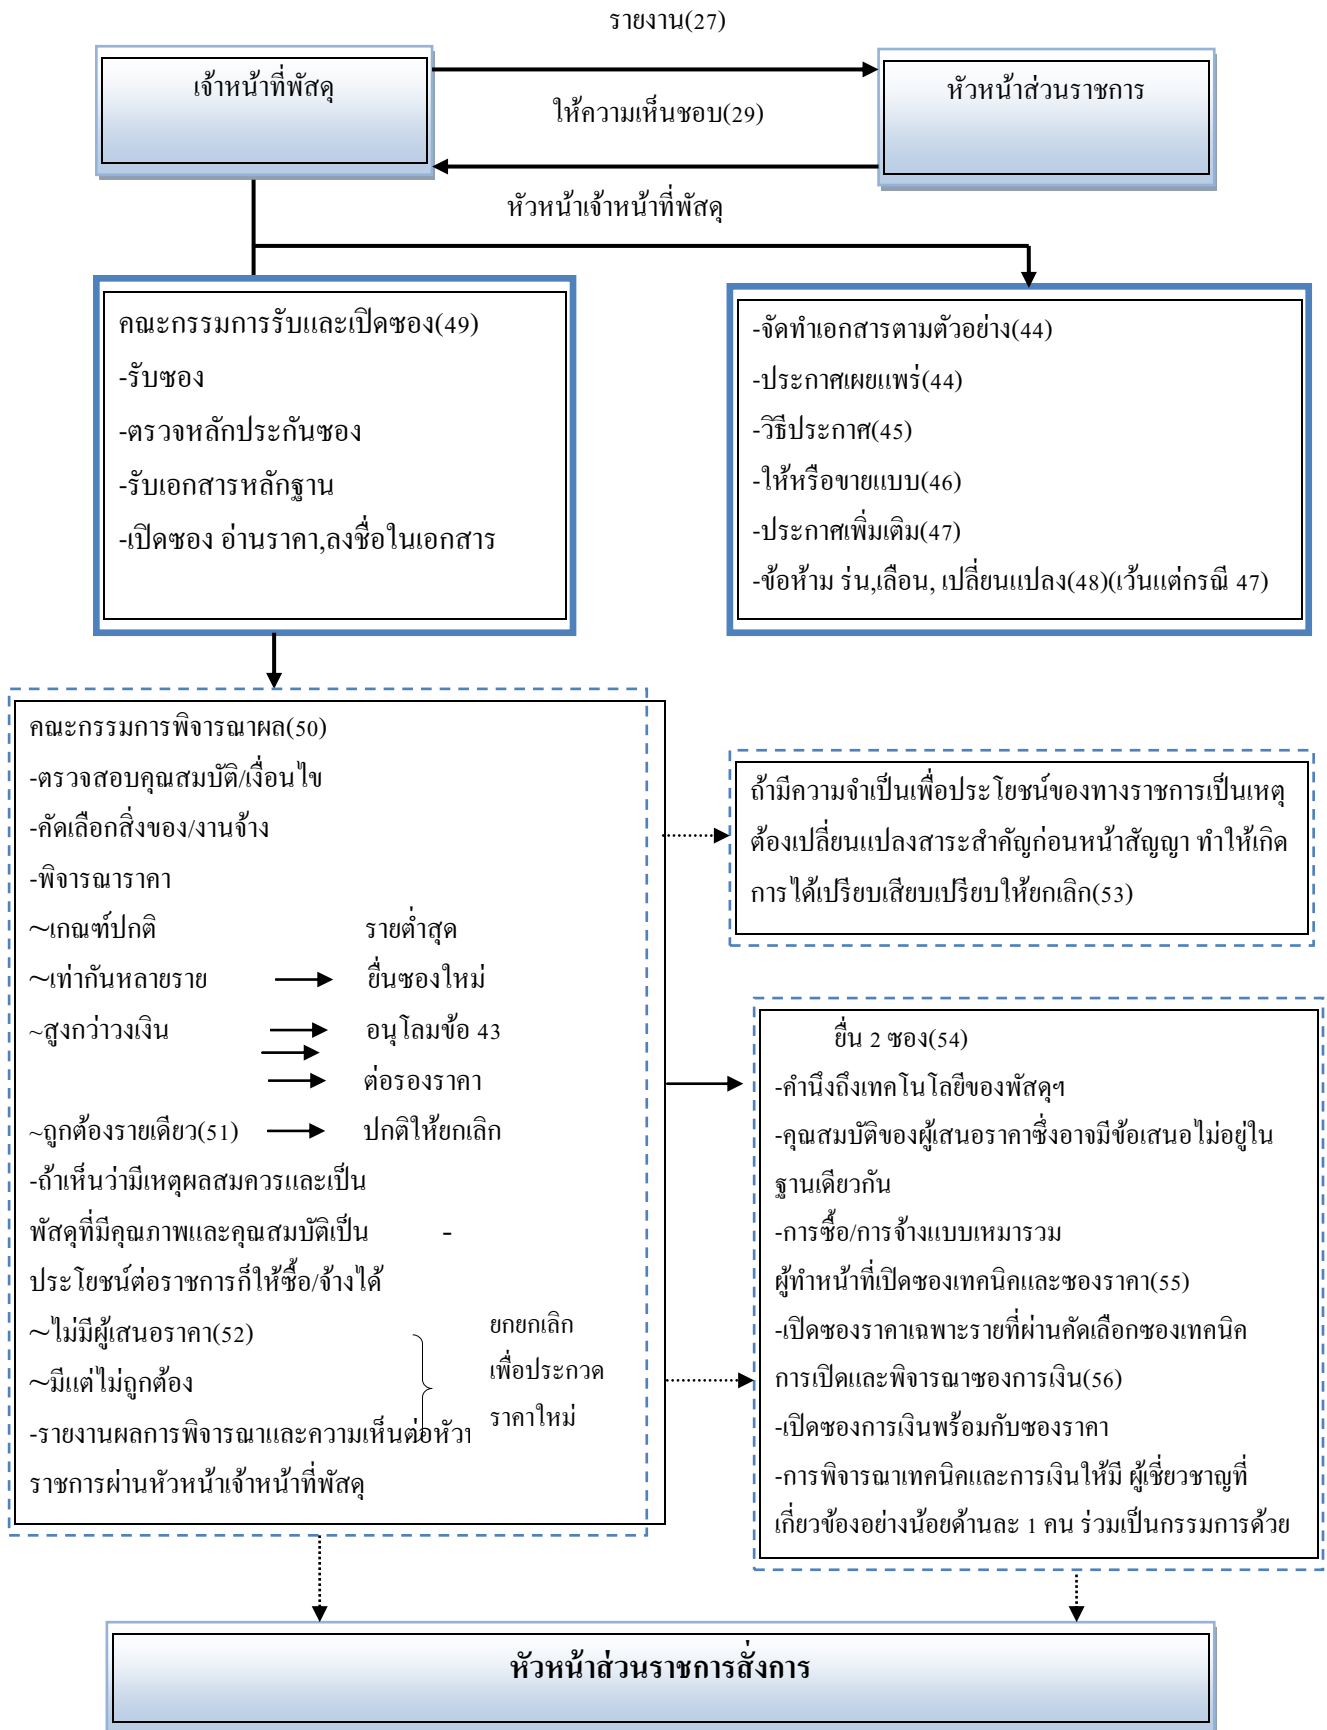 รายงาน(27)
เจ้าหน้าที่พัสดุ
หัวหน้าส่วนราชการ
ให้ความเห็นชอบ(29)
หัวหน้าเจ้าหน้าที่พัสดุ
คณะกรรมการรับและเปิดซอง(49)
-รับซอง
-ตรวจหลักประกันซอง
-รับเอกสารหลักฐาน
-เปิดซอง อ่านราคา,ลงชื่อในเอกสาร
-จัดทำเอกสารตามตัวอย่าง(44)
-ประกาศเผยแพร่(44)
-วิธีประกาศ(45)
-ให้หรือขายแบบ(46)
-ประกาศเพิ่มเติม(47)
-ข้อห้าม ร่น,เลือน, เปลี่ยนแปลง(48)(เว้นแต่กรณี 47)
คณะกรรมการพิจารณาผล(50)
-ตรวจสอบคุณสมบัติ/เงื่อนไข
-คัดเลือกสิ่งของ/งานจ้าง
-พิจารณาราคา
~เกณฑ์ปกติ รายต่ำสุด
~เท่ากันหลายราย ยื่นซองใหม่
~สูงกว่าวงเงิน อนุโลมข้อ 43
ต่อรองราคา
~ถูกต้องรายเดียว(51) ปกติให้ยกเลิก
-ถ้าเห็นว่ามีเหตุผลสมควรและเป็น
พัสดุที่มีคุณภาพและคุณสมบัติเป็น -
ประโยชน์ต่อราชการก็ให้ซื้อ/จ้างได้
~ไม่มีผู้เสนอราคา(52)
~มีแต่ไม่ถูกต้อง
ยกยกเลิก
เพื่อประกวด
ราคาใหม่
-รายงานผลการพิจารณาและความเห็นต่อหัวห
ราชการผ่านหัวหน้าเจ้าหน้าที่พัสดุ
ถ้ามีความจำเป็นเพื่อประโยชน์ของทางราชการเป็นเหตุ
ต้องเปลี่ยนแปลงสาระสำคัญก่อนหน้าสัญญา ทำให้เกิด
การได้เปรียบเสียบเปรียบให้ยกเลิก(53)
ยื่น 2 ซอง(54)
-คำนึงถึงเทคโนโลยีของพัสดุฯ
-คุณสมบัติของผู้เสนอราคาซึ่งอาจมีข้อเสนอไม่อยู่ใน
ฐานเดียวกัน
-การซื้อ/การจ้างแบบเหมารวม
ผู้ทำหน้าที่เปิดซองเทคนิคและซองราคา(55)
-เปิดซองราคาเฉพาะรายที่ผ่านคัดเลือกซองเทคนิค
การเปิดและพิจารณาซองการเงิน(56)
-เปิดซองการเงินพร้อมกับซองราคา
-การพิจารณาเทคนิคและการเงินให้มี ผู้เชี่ยวชาญที่
เกี่ยวข้องอย่างน้อยด้านละ 1 คน ร่วมเป็นกรรมการด้วย
หัวหน้าส่วนราชการสั่งการ